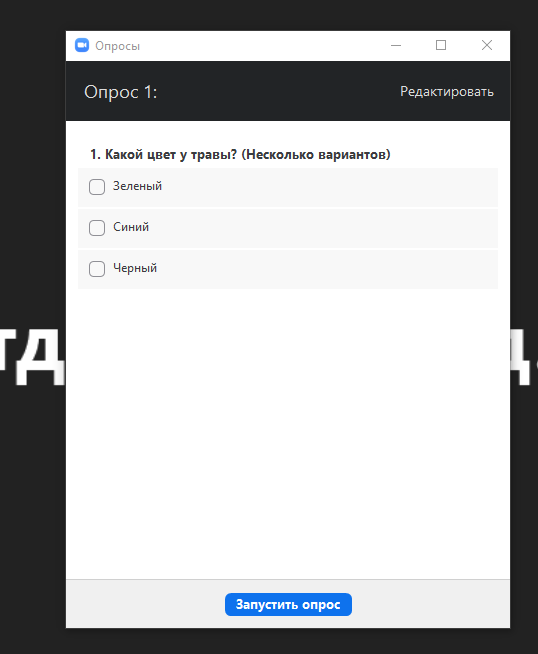 Опросы
Опрос 1:
Редактировать
1. Какой цвет у травы? (Несколько вариантов)
Зеленый
Синий
Черный
Запустить опрос